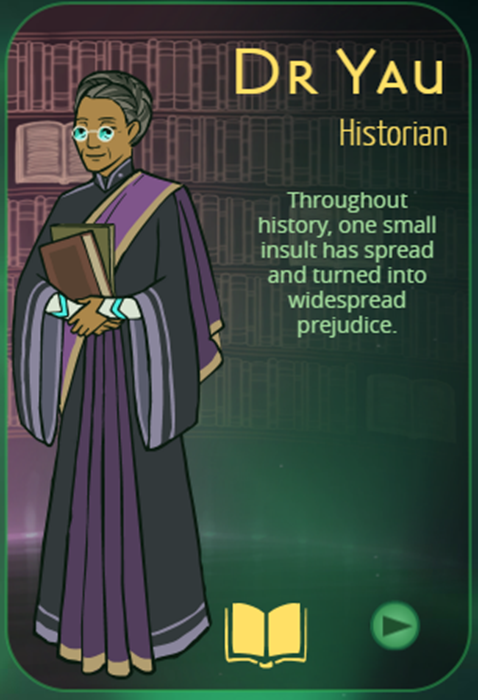 Dr Yau
Historian
Throughout
history, one small
insult has spread
and turned into
widespread
prejudice.